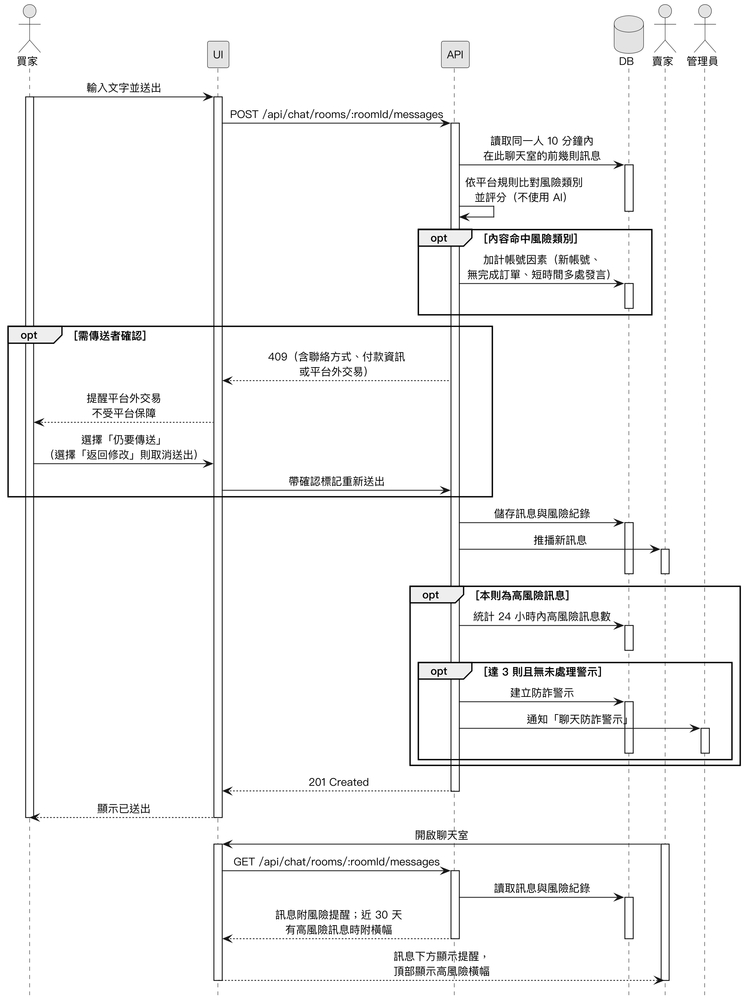 買家
UI
API
DB
賣家
管理員
輸入文字並送出
POST /api/chat/rooms/:roomId/messages
讀取同一人 10 分鐘內
在此聊天室的前幾則訊息
依平台規則比對風險類別
並評分（不使用 AI）
opt
［內容命中風險類別］
加計帳號因素（新帳號、
無完成訂單、短時間多處發言）
opt
［需傳送者確認］
409（含聯絡方式、付款資訊
或平台外交易）
提醒平台外交易
不受平台保障
選擇「仍要傳送」
（選擇「返回修改」則取消送出）
帶確認標記重新送出
儲存訊息與風險紀錄
推播新訊息
opt
［本則為高風險訊息］
統計 24 小時內高風險訊息數
opt
［達 3 則且無未處理警示］
建立防詐警示
通知「聊天防詐警示」
201 Created
顯示已送出
開啟聊天室
GET /api/chat/rooms/:roomId/messages
讀取訊息與風險紀錄
訊息附風險提醒；近 30 天
有高風險訊息時附橫幅
訊息下方顯示提醒，
頂部顯示高風險橫幅